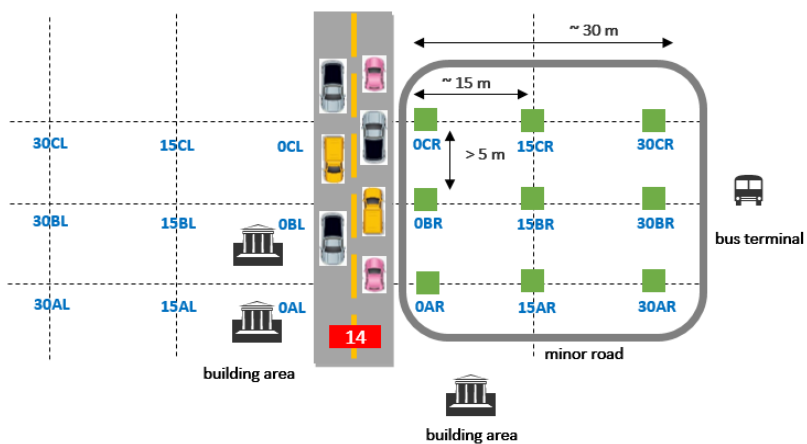 ~ 30 m
~ 15 m
30CL 15CL 0CL 0CR 15CR 30CR
> 5 m
30BL 15BL 0BL 0BR 15BR 30BR
bus terminal
30AL 15AL 0AL 0AR 15AR 30AR
14
minor road
building area
building area